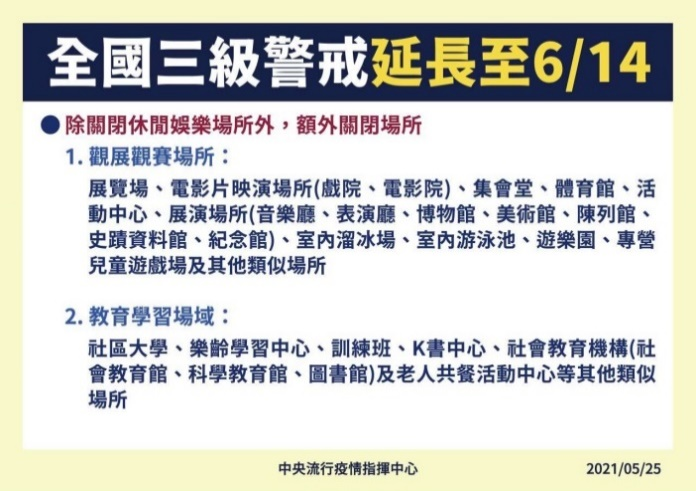 全國三級警戒延長至6/14
●除關閉休閒娛樂場所外，額外關閉場所
1. 觀展觀賽場所：
展覽場、電影片映演場所(戲院、電影院)、集會堂、體育館、活
動中心、展演場所(音樂廳、表演廳、博物館、美術館、陳列館、
史蹟資料館、紀念館)、室內溜冰場、室內游泳池、遊樂園、專營
兒童遊戲場及其他類似場所
2. 教育學習場域：
社區大學、樂齡學習中心、訓練班、K書中心、社會教育機構(社
會教育館、科學教育館、圖書館)及老人共餐活動中心等其他類似
場所
中央流行疫情指揮中心
2021/05/25